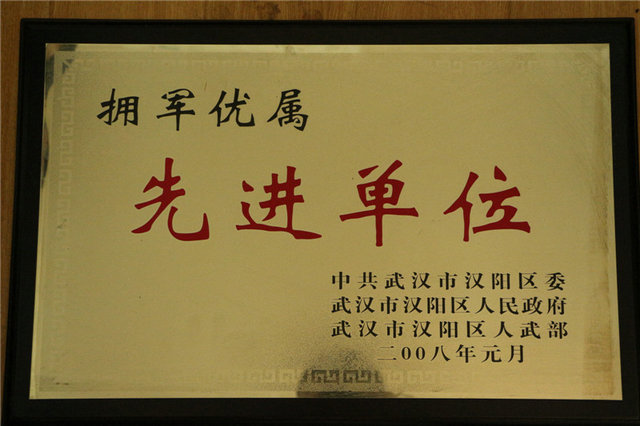 拥军优属
先进单位
中共武汉市汉阳区委
武汉市汉阳区人民政府
武汉市汉阳区人武部
二00八年元月